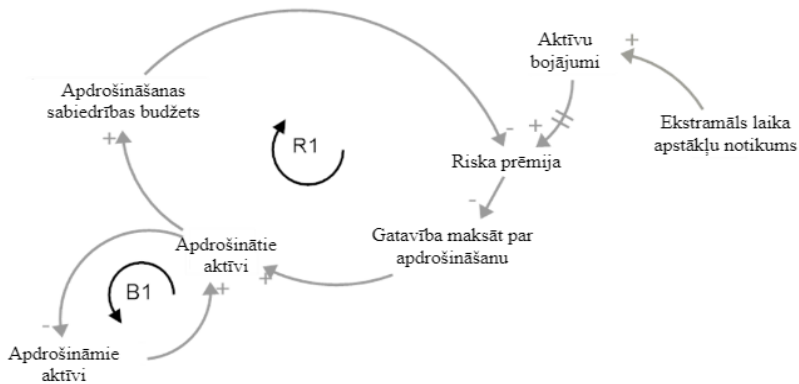 Aktīvu
bojājumi
+
Apdrošināšanas
sabiedrības budžets
+
Ekstramāls laika
apstākļu notikums
R1
-
+
Riska prēmija
-
Gatavība maksāt par
apdrošināšanu
Apdrošinātie
aktīvi
+
+
B1
-
Apdrošināmie
aktīvi